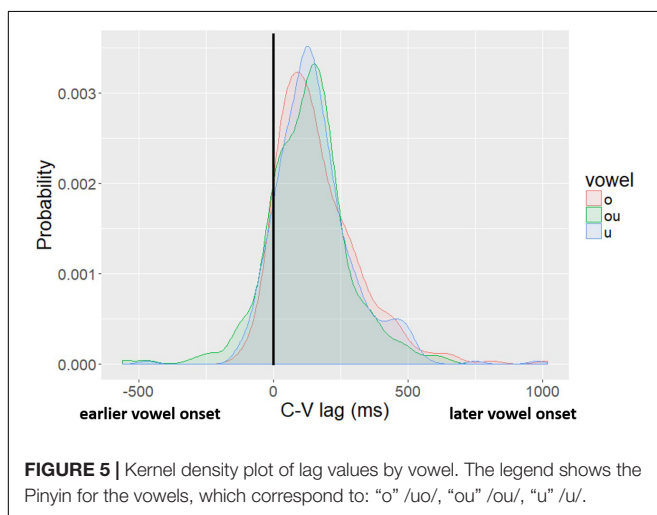 0.003
0.002
0.001
0.000
Probability
vowel
o
ou
u
-500 0 500 1000
earlier vowel onset C-V lag (ms) later vowel onset
FIGURE 5 | Kernel density plot of lag values by vowel. The legend shows the
Pinyin for the vowels, which correspond to: “o” /uo/, “ou” /ou/, “u” /u/.